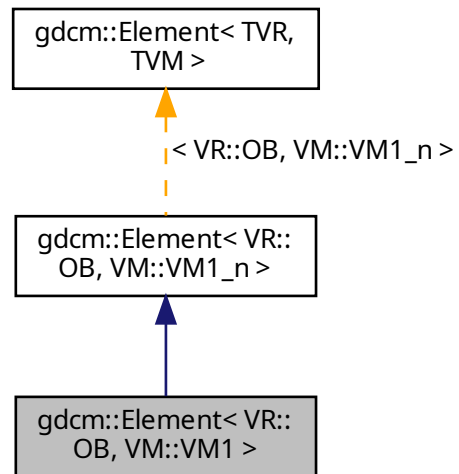 gdcm::Element< TVR,
TVM >
< VR::OB, VM::VM1_n >
gdcm::Element< VR::
OB, VM::VM1_n >
gdcm::Element< VR::
OB, VM::VM1 >